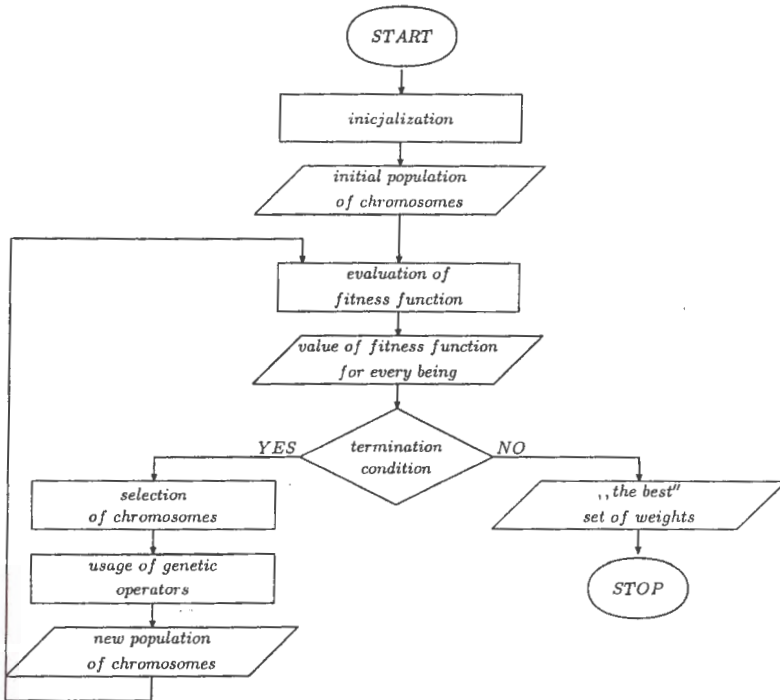 START
inicjalization
initial population
of chromosomes
evaluation of
fitness function
value of fitness function
for every being
YES
termination
condition
NO
selection
of chromosomes
,,the best"
set of weights
usage of genetic
operators
STOP
new population
of chromosomes